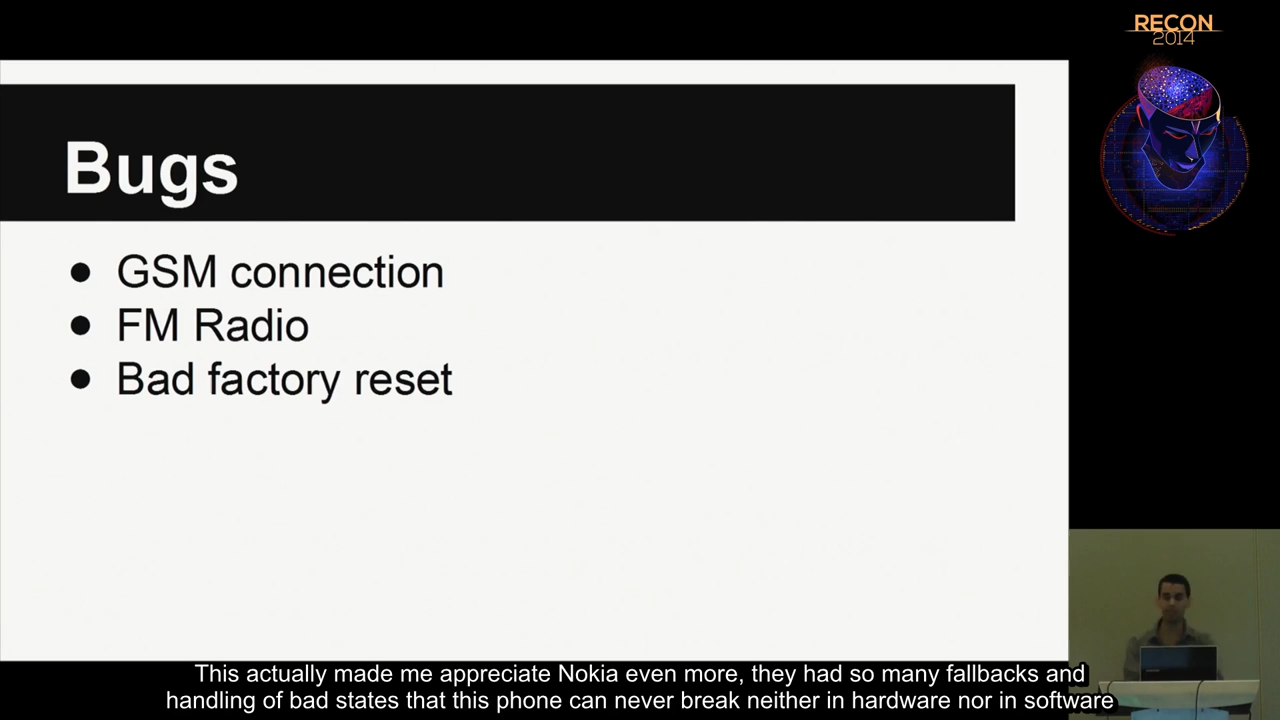 RECON
2014
Bugs
● GSM connection
● FM Radio
● Bad factory reset
This actually made me appreciate Nokia even more, they had so many fallbacks and
handling of bad states that this phone can never break neither in hardware nor in software